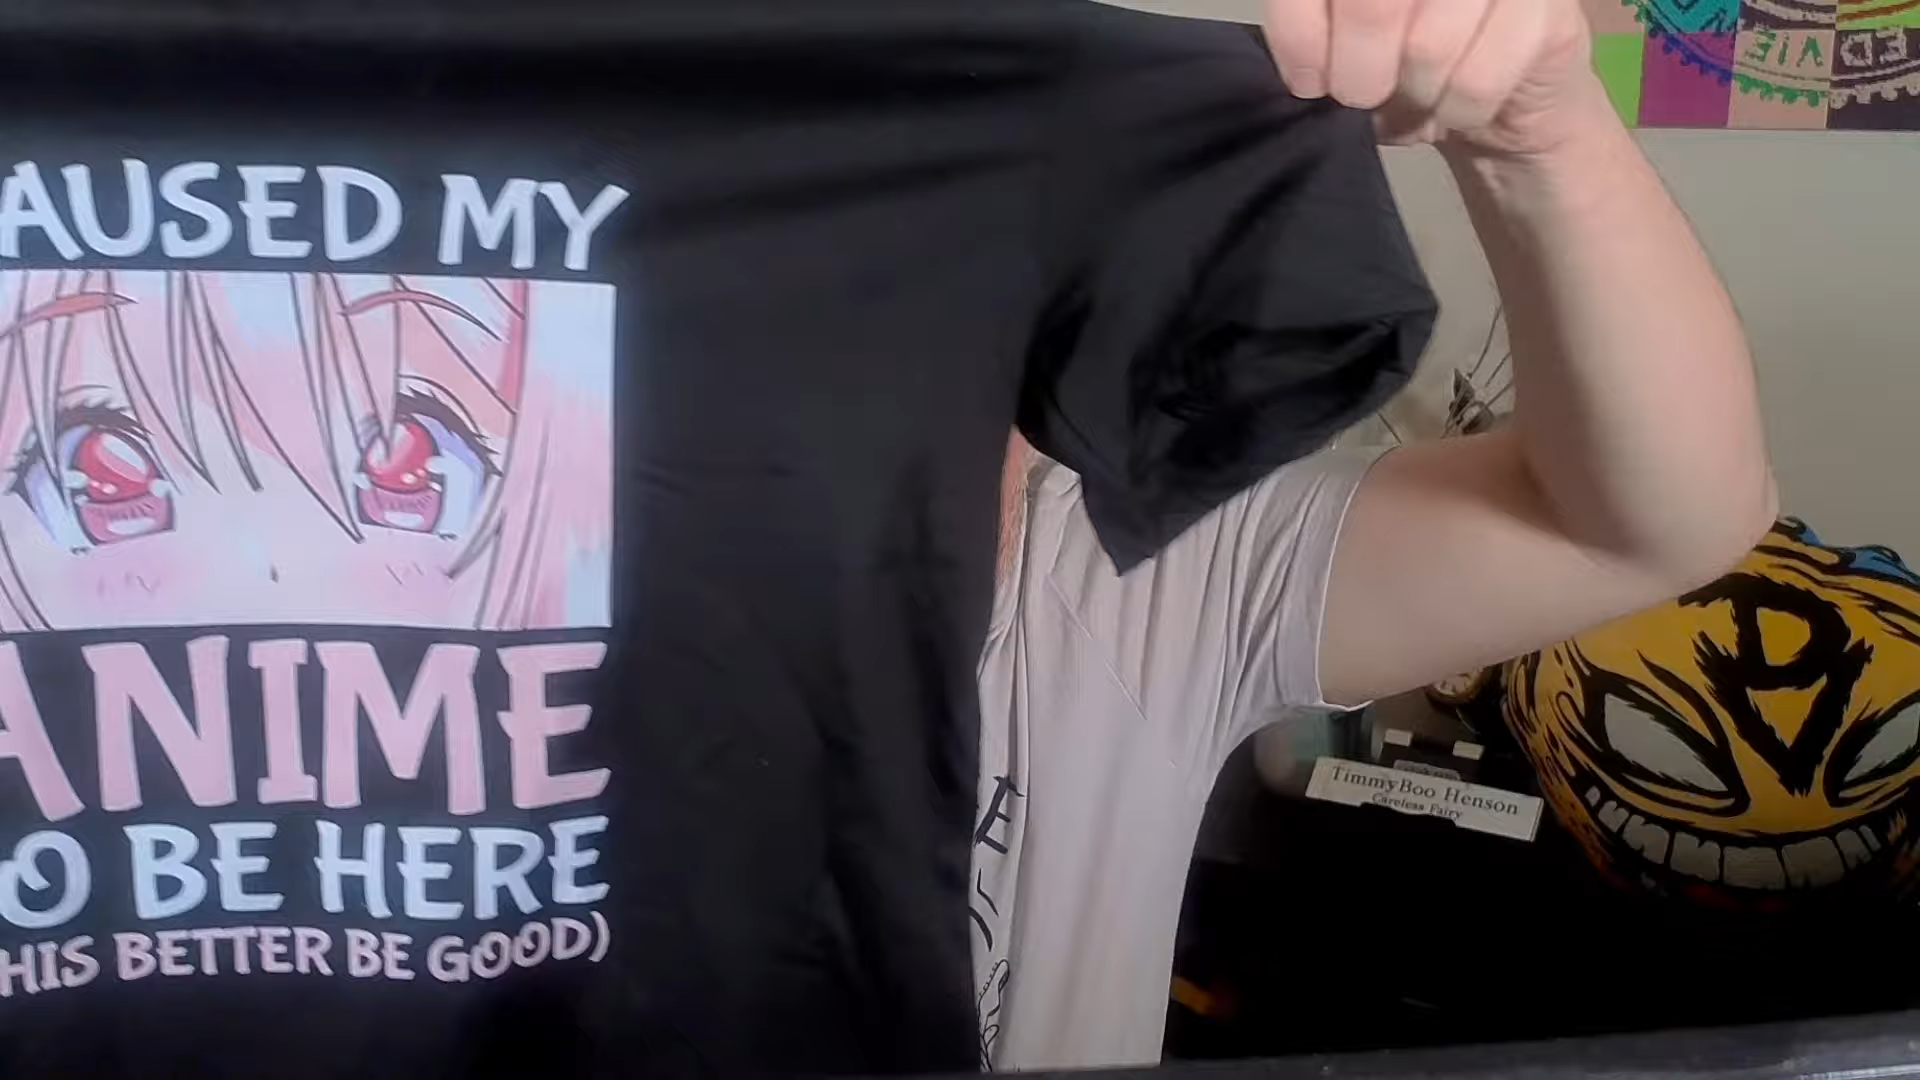 AUSED MY
ANIME
O BE HERE
HIS BETTER BE GOOD)
TimmyBoo Henson
Careless Fairy